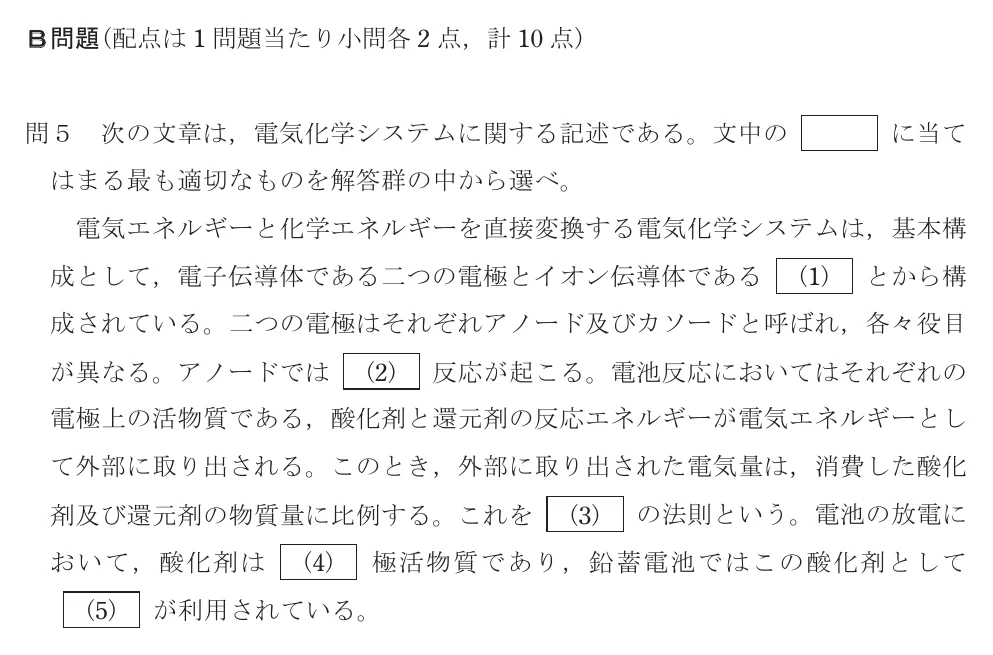 B問題(配点は1問題当たり小問各2点，計10点)
問5　次の文章は，電気化学システムに関する記述である。文中の　　　に当て
はまる最も適切なものを解答群の中から選べ。
電気エネルギーと化学エネルギーを直接変換する電気化学システムは，基本構
成として，電子伝導体である二つの電極とイオン伝導体である (1) とから構
成されている。二つの電極はそれぞれアノード及びカソードと呼ばれ，各々役目
が異なる。アノードでは (2) 反応が起こる。電池反応においてはそれぞれの
電極上の活物質である，酸化剤と還元剤の反応エネルギーが電気エネルギーとし
て外部に取り出される。このとき，外部に取り出された電気量は，消費した酸化
剤及び還元剤の物質量に比例する。これを (3) の法則という。電池の放電に
おいて，酸化剤は (4) 極活物質であり，鉛蓄電池ではこの酸化剤として
(5) が利用されている。